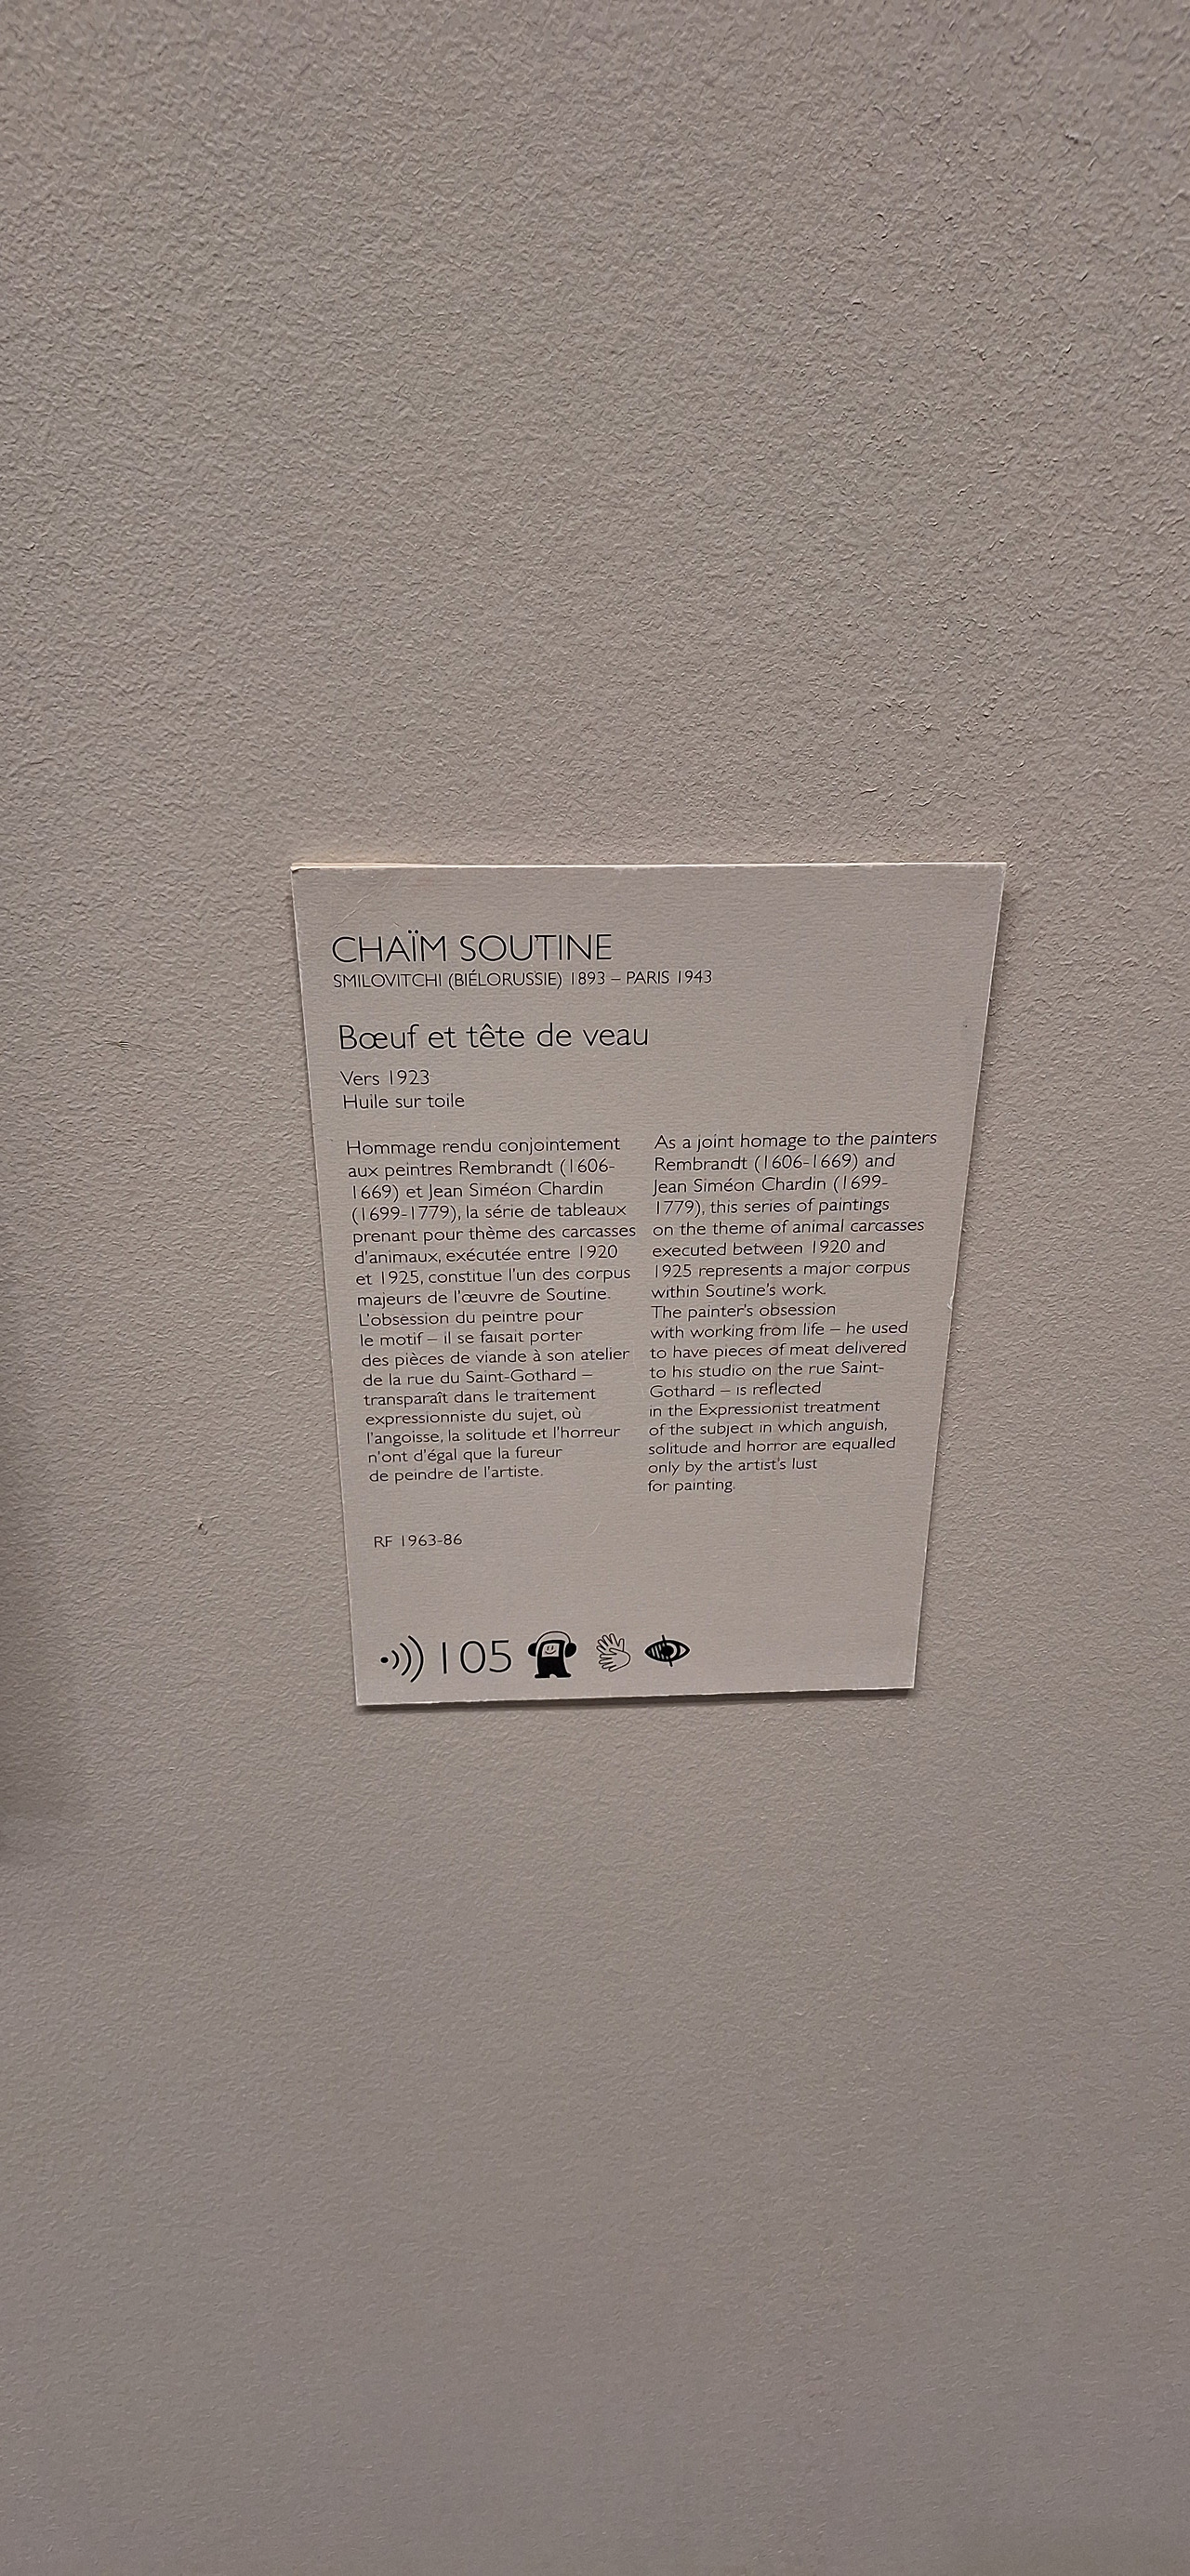 CHAÏM SOUTINE
SMILOVITCHI (BIÉLORUSSIE) 1893 – PARIS 1943
Bœuf et tête de veau
Vers 1923
Huile sur toile
Hommage rendu conjointement
aux peintres Rembrandt (1606-
1669) et Jean Siméon Chardin
(1699-1779), la série de tableaux
prenant pour thème des carcasses
d'animaux, exécutée entre 1920
et 1925, constitue l'un des corpus
majeurs de l'œuvre de Soutine.
L'obsession du peintre pour
le motif – il se faisait porter
des pièces de viande à son atelier
de la rue du Saint-Gothard –
transparaît dans le traitement
expressionniste du sujet, où
l'angoisse, la solitude et l'horreur
n'ont d'égal que la fureur
de peindre de l'artiste.
As a joint homage to the painters
Rembrandt (1606-1669) and
Jean Siméon Chardin (1699-
1779), this series of paintings
on the theme of animal carcasses
executed between 1920 and
1925 represents a major corpus
within Soutine's work.
The painter's obsession
with working from life – he used
to have pieces of meat delivered
to his studio on the rue Saint-
Gothard – is reflected
in the Expressionist treatment
of the subject in which anguish,
solitude and horror are equalled
only by the artist's lust
for painting.
RF 1963-86
105